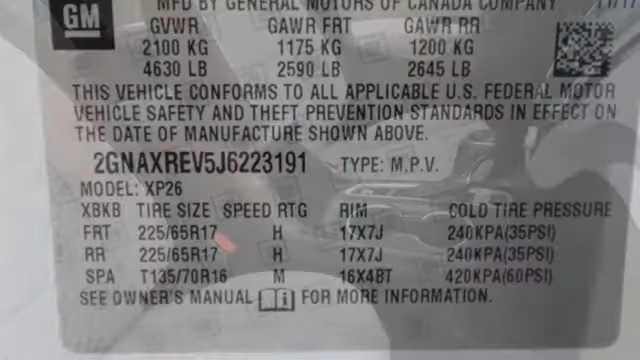 GM
MFD BY GENERAL MOTORS OF CANADA COMPANY
GVWR GAWR FRT GAWR RR
2100 KG 1175 KG 1200 KG
4630 LB 2590 LB 2645 LB
THIS VEHICLE CONFORMS TO ALL APPLICABLE U.S. FEDERAL MOTOR
VEHICLE SAFETY AND THEFT PREVENTION STANDARDS IN EFFECT ON
THE DATE OF MANUFACTURE SHOWN ABOVE.
2GNAXREV5J6223191 TYPE: M.P.V.
MODEL: XP26
XBKB TIRE SIZE SPEED RTG RIM COLD TIRE PRESSURE
FRT 225/65R17 H 17X7J 240KPA(35PSI)
RR 225/65R17 H 17X7J 240KPA(35PSI)
SPA T135/70R16 M 16X4BT 420KPA(60PSI)
SEE OWNER'S MANUAL FOR MORE INFORMATION.